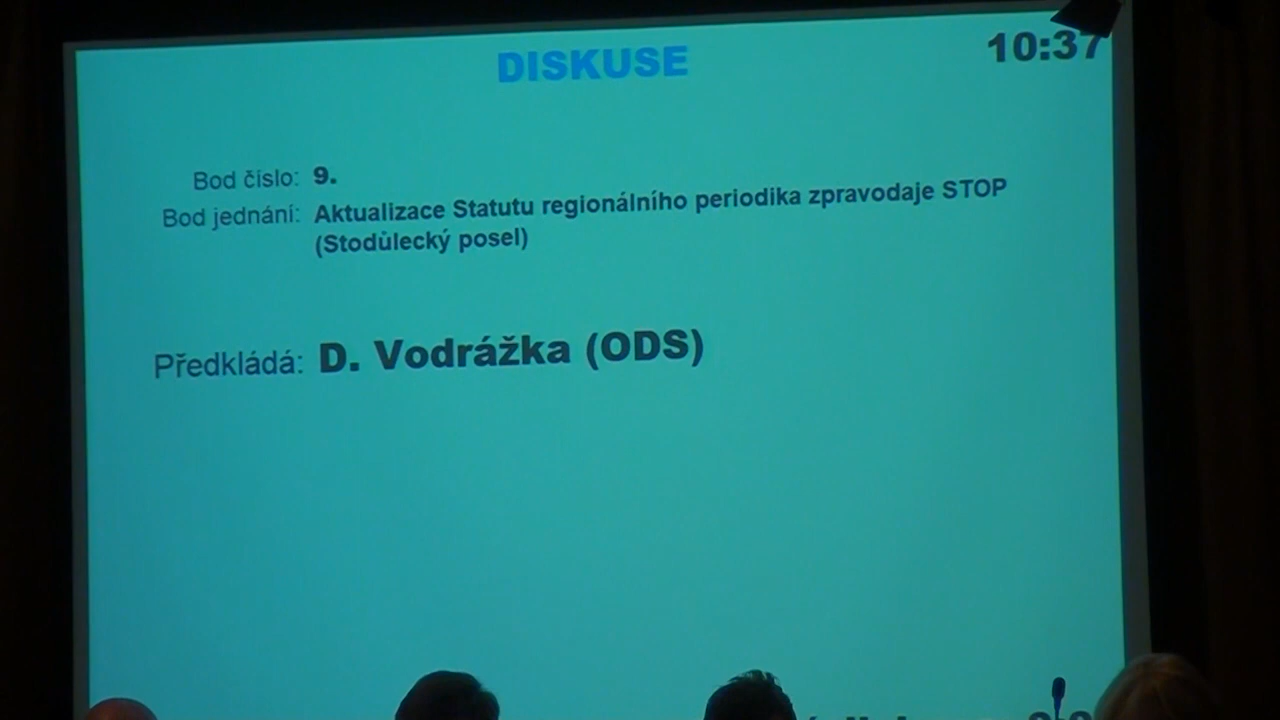 DISKUSE
10:37
Bod číslo: 9.
Bod jednání: Aktualizace Statutu regionálního periodika zpravodaje STOP
(Stodůlecký posel)
Předkládá: D. Vodrážka (ODS)